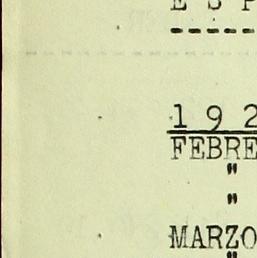 E S P
-----
192
FEBRE
"
"
MARZO
"